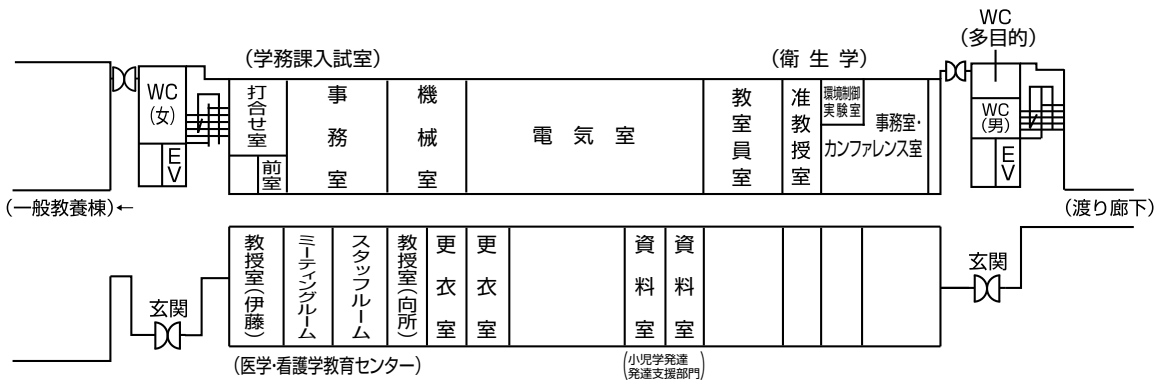 WC
(多目的)
(学務課入試室)
(衛生学)
WC
(女)
EV
打合せ室
前室
事務室
機械室
電気室
教室員室
准教授室
環境制御
実験室
事務室・
カンファレンス室
WC
(男)
EV
(一般教養棟)←
(渡り廊下)
玄関
教授室(伊藤)
ミーティングルーム
スタッフルーム
教授室(向所)
更衣室
更衣室
資料室
資料室
玄関
(医学・看護学教育センター)
(小児学発達
発達支援部門)